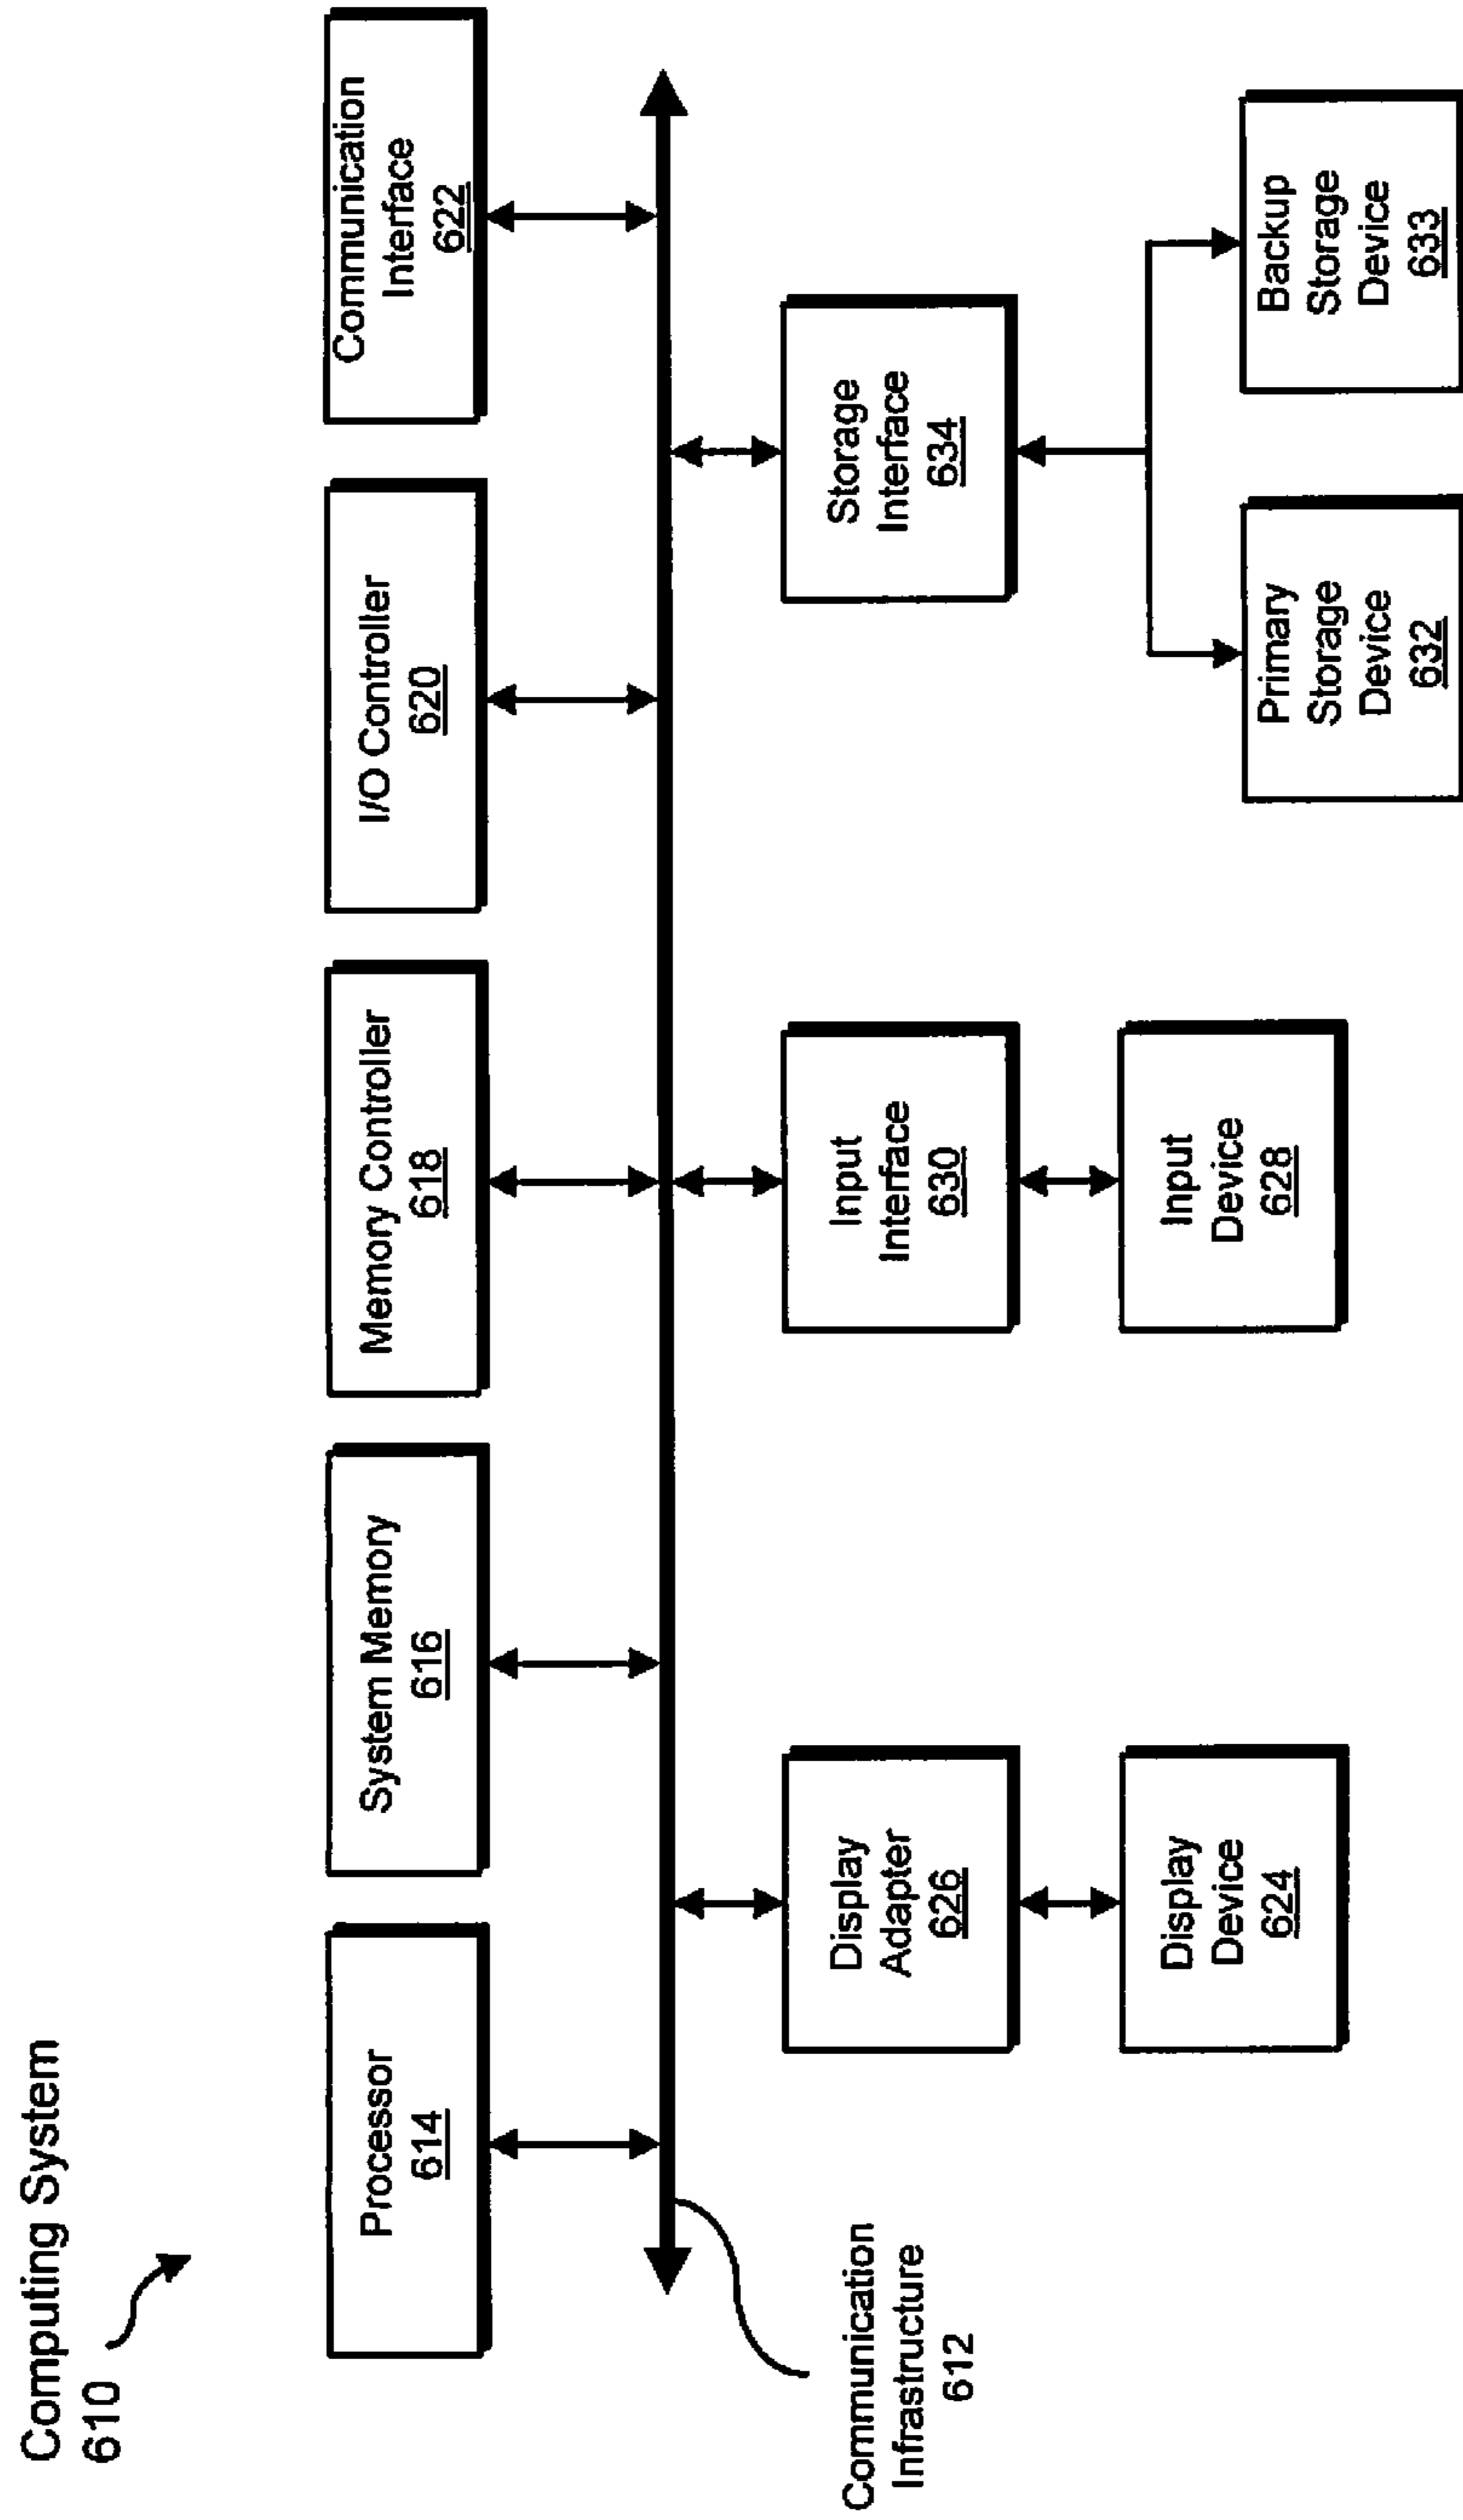 Computing System
610
Processor
614
System Memory
616
Memory Controller
618
I/O Controller
620
Communication
Interface
622
Communication
Infrastructure
612
Display
Adapter
626
Input
Interface
630
Storage
Interface
634
Display
Device
624
Input
Device
628
Primary
Storage
Device
632
Backup
Storage
Device
633